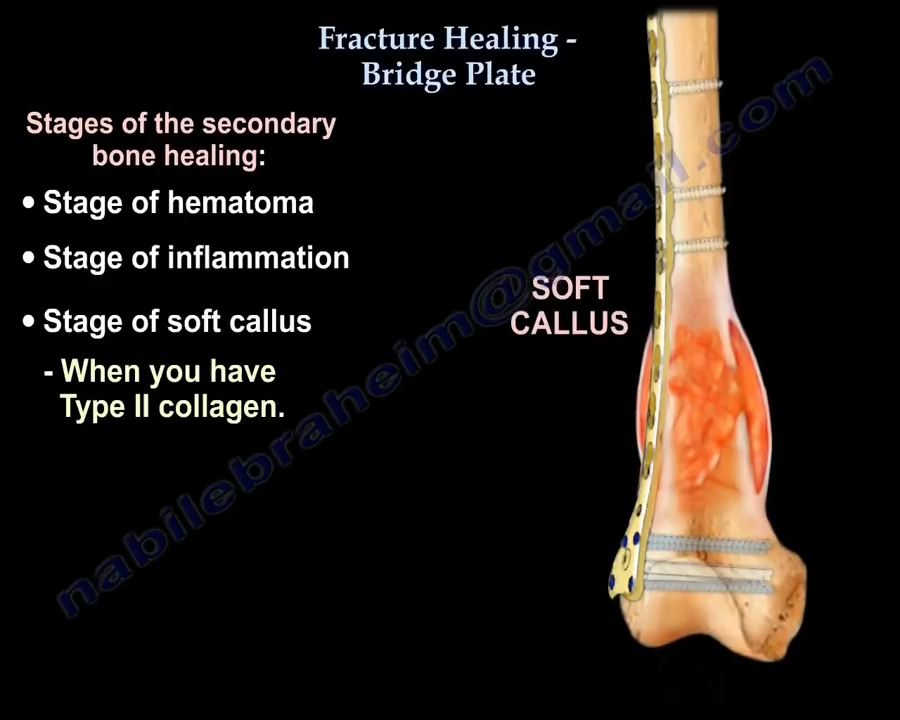 Fracture Healing -
Bridge Plate
Stages of the secondary
bone healing:
• Stage of hematoma
• Stage of inflammation
• Stage of soft callus
- When you have
Type II collagen.
SOFT
CALLUS
nabilebraheim@gmail.com